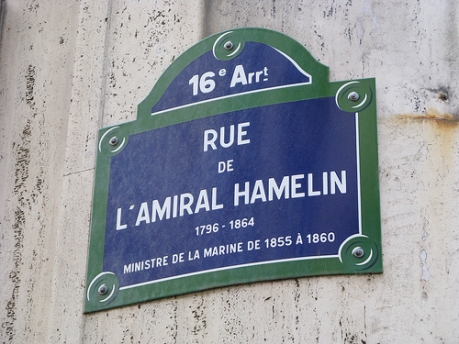 16e Arrt
RUE
DE
L'AMIRAL HAMELIN
1796 - 1864
MINISTRE DE LA MARINE DE 1855 À 1860